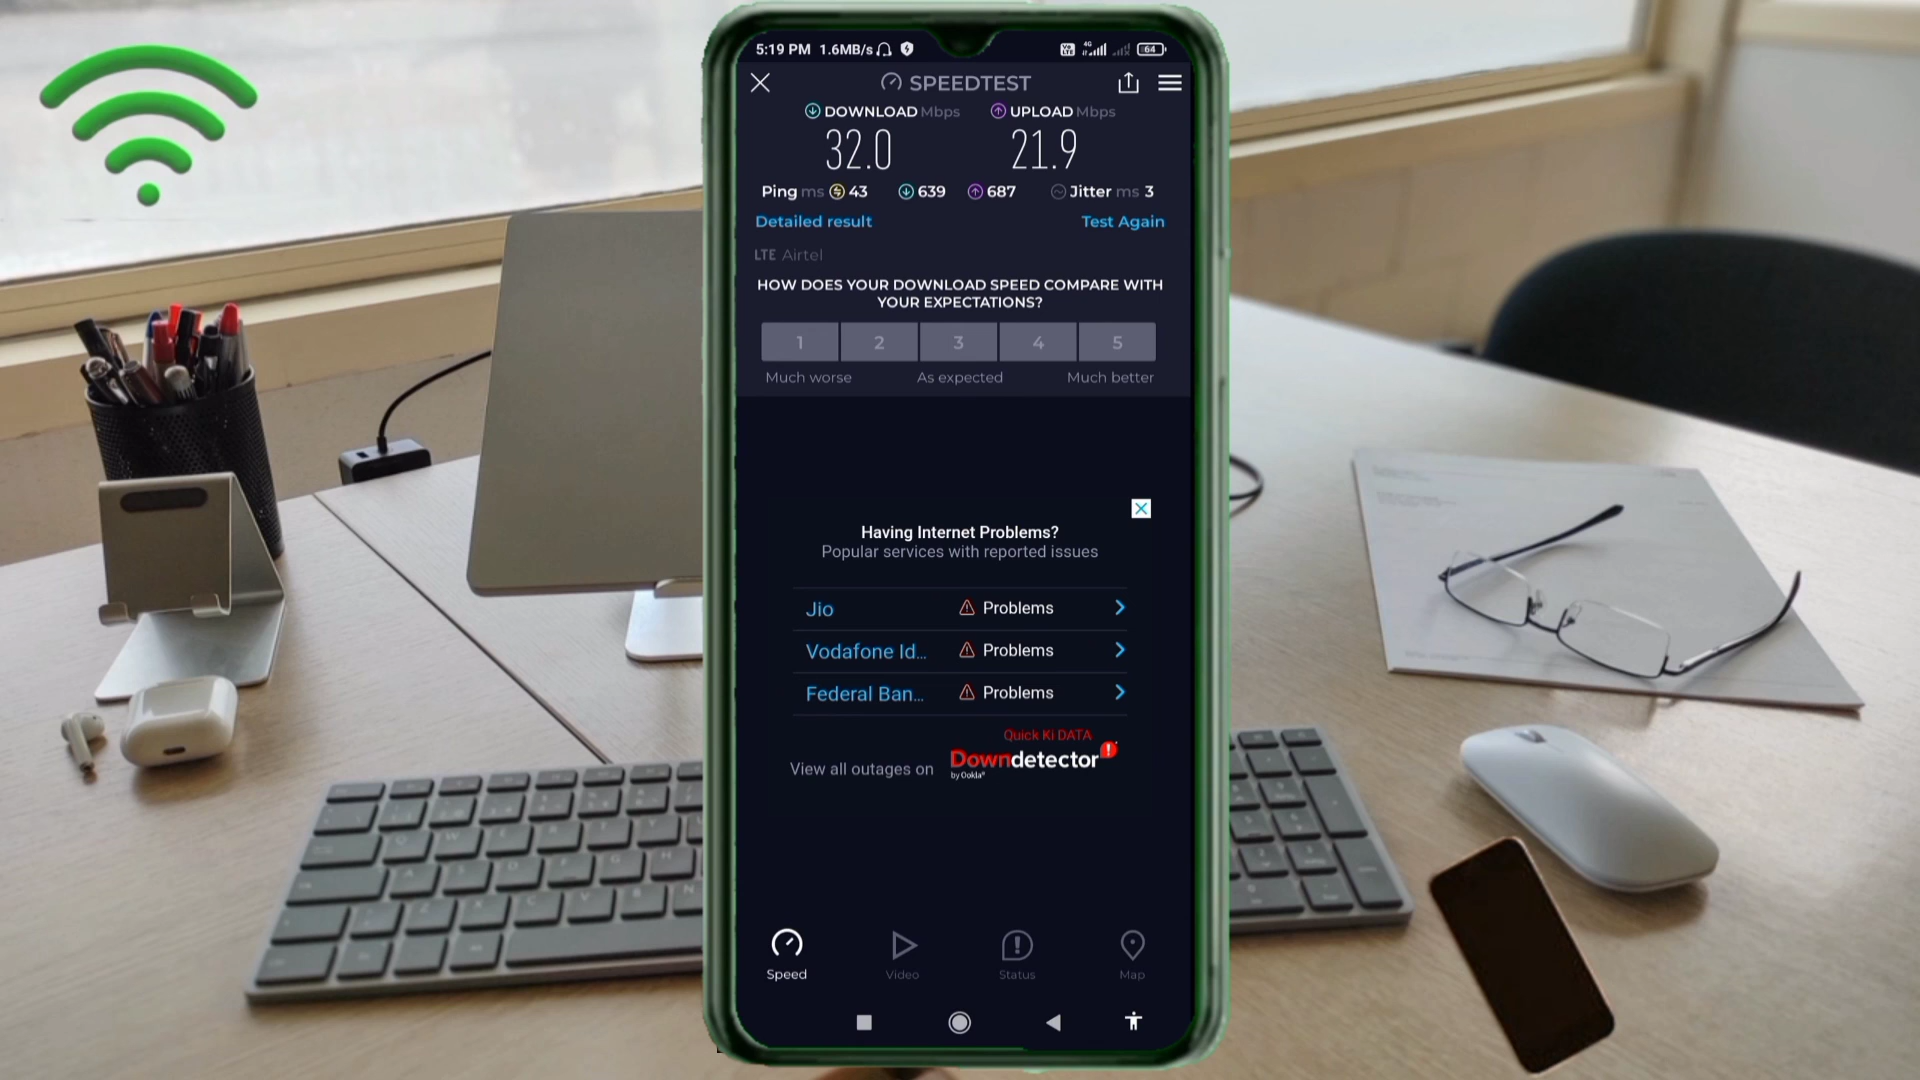 5:19 PM 1.6MB/s 4G 64
SPEEDTEST
DOWNLOAD Mbps UPLOAD Mbps
32.0 21.9
Ping ms 43 639 687 Jitter ms 3
Detailed result Test Again
LTE Airtel
HOW DOES YOUR DOWNLOAD SPEED COMPARE WITH
YOUR EXPECTATIONS?
1 2 3 4 5
Much worse As expected Much better
Having Internet Problems?
Popular services with reported issues
Jio Problems
Vodafone Id... Problems
Federal Ban... Problems
Quick Ki DATA
View all outages on Downdetector
by Ookla®
Speed Video Status Map